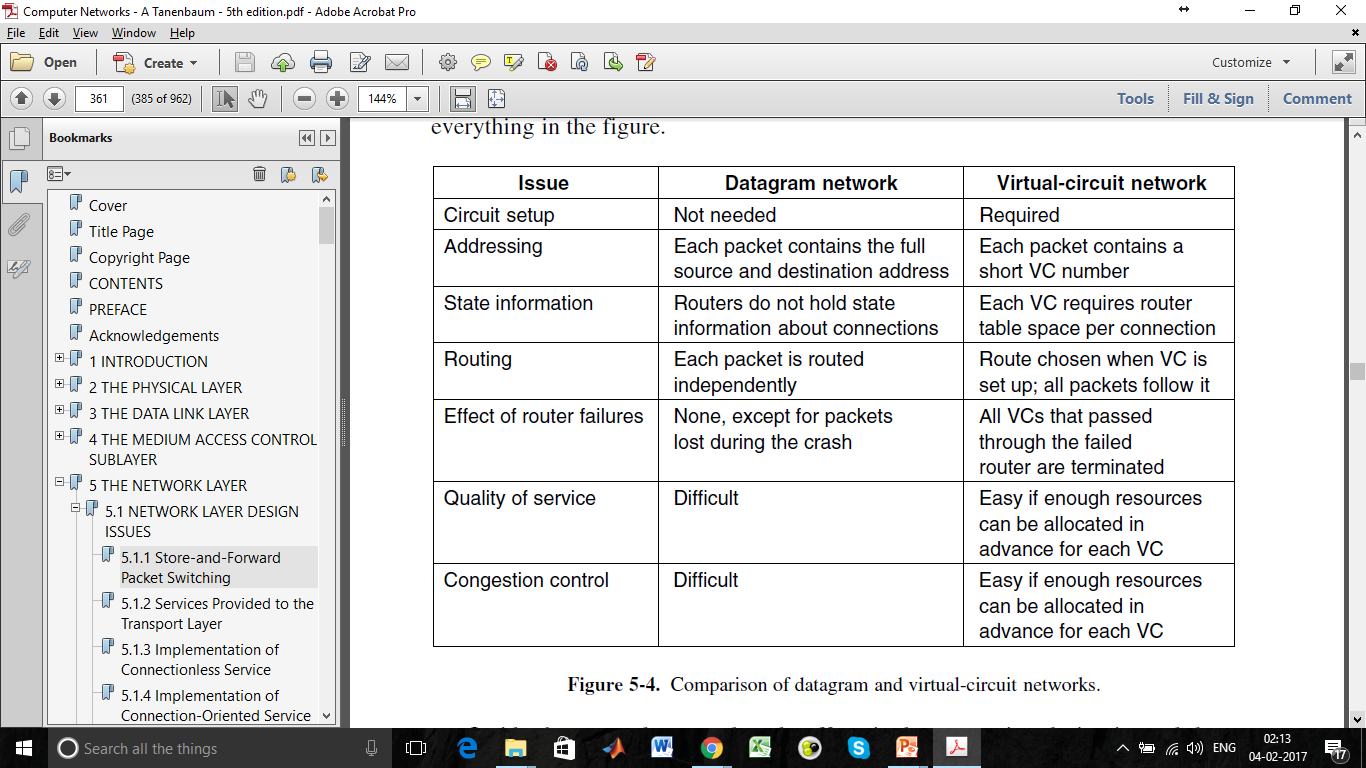 Computer Networks - A Tanenbaum - 5th edition.pdf - Adobe Acrobat Pro
File Edit View Window Help
Open Create Customize
361 (385 of 962) 144% Tools Fill & Sign Comment
Bookmarks
Cover
Title Page
Copyright Page
CONTENTS
PREFACE
Acknowledgements
1 INTRODUCTION
2 THE PHYSICAL LAYER
3 THE DATA LINK LAYER
4 THE MEDIUM ACCESS CONTROL
SUBLAYER
5 THE NETWORK LAYER
5.1 NETWORK LAYER DESIGN
ISSUES
5.1.1 Store-and-Forward
Packet Switching
5.1.2 Services Provided to the
Transport Layer
5.1.3 Implementation of
Connectionless Service
5.1.4 Implementation of
Connection-Oriented Service
everything in the figure.
Issue Datagram network Virtual-circuit network
Circuit setup Not needed Required
Addressing Each packet contains the full Each packet contains a
source and destination address short VC number
State information Routers do not hold state Each VC requires router
information about connections table space per connection
Routing Each packet is routed Route chosen when VC is
independently set up; all packets follow it
Effect of router failures None, except for packets All VCs that passed
lost during the crash through the failed
router are terminated
Quality of service Difficult Easy if enough resources
can be allocated in
advance for each VC
Congestion control Difficult Easy if enough resources
can be allocated in
advance for each VC
Figure 5-4. Comparison of datagram and virtual-circuit networks.
Search all the things
ENG
02:13
04-02-2017
17